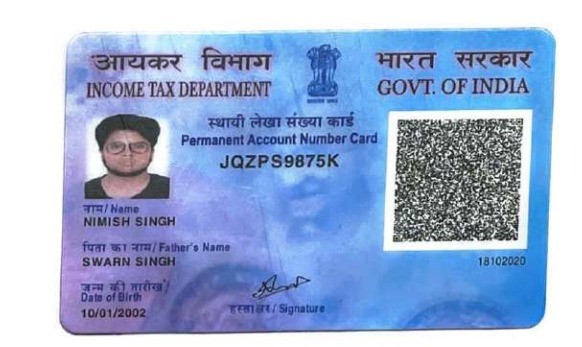 आयकर विभाग
INCOME TAX DEPARTMENT
भारत सरकार
GOVT. OF INDIA
स्थायी लेखा संख्या कार्ड
Permanent Account Number Card
JQZPS9875K
नाम/ Name
NIMISH SINGH
पिता का नाम/ Father's Name
SWARN SINGH
जन्म की तारीख/
Date of Birth
10/01/2002
हस्ताक्षर/ Signature
18102020